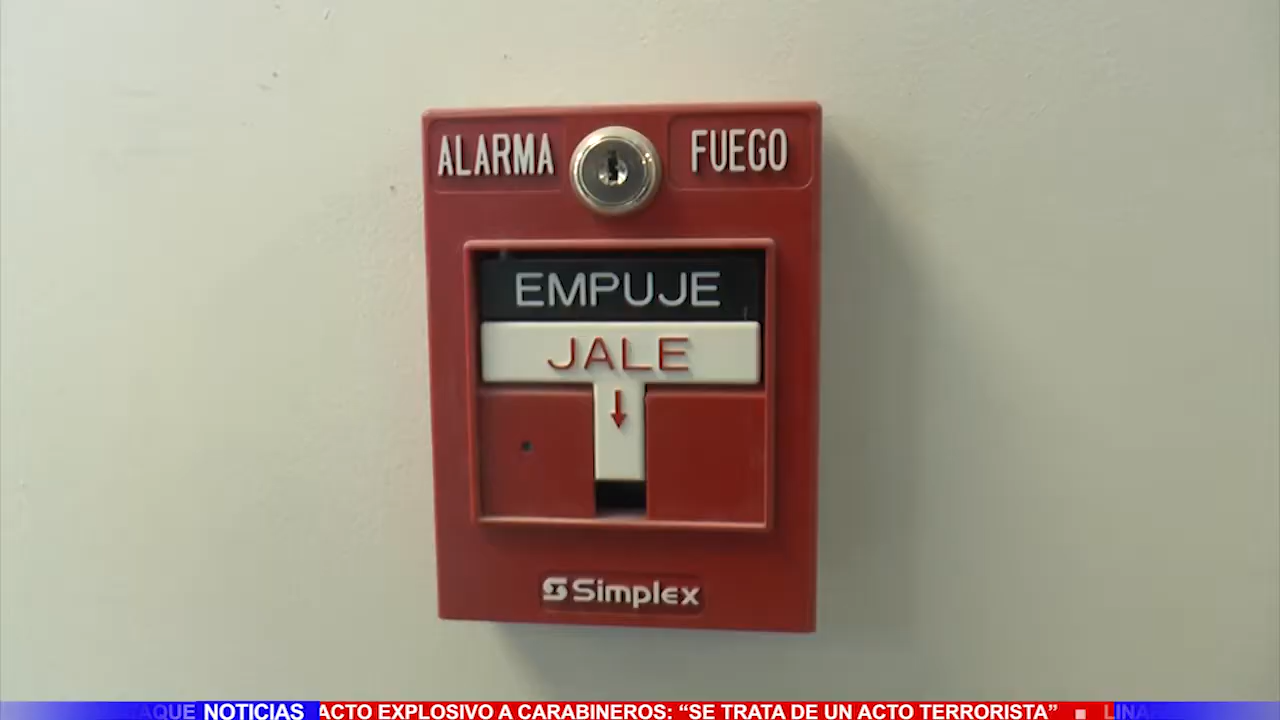 ALARMA FUEGO
EMPUJE
JALE
Simplex
NOTICIAS ACTO EXPLOSIVO A CARABINEROS: “SE TRATA DE UN ACTO TERRORISTA”